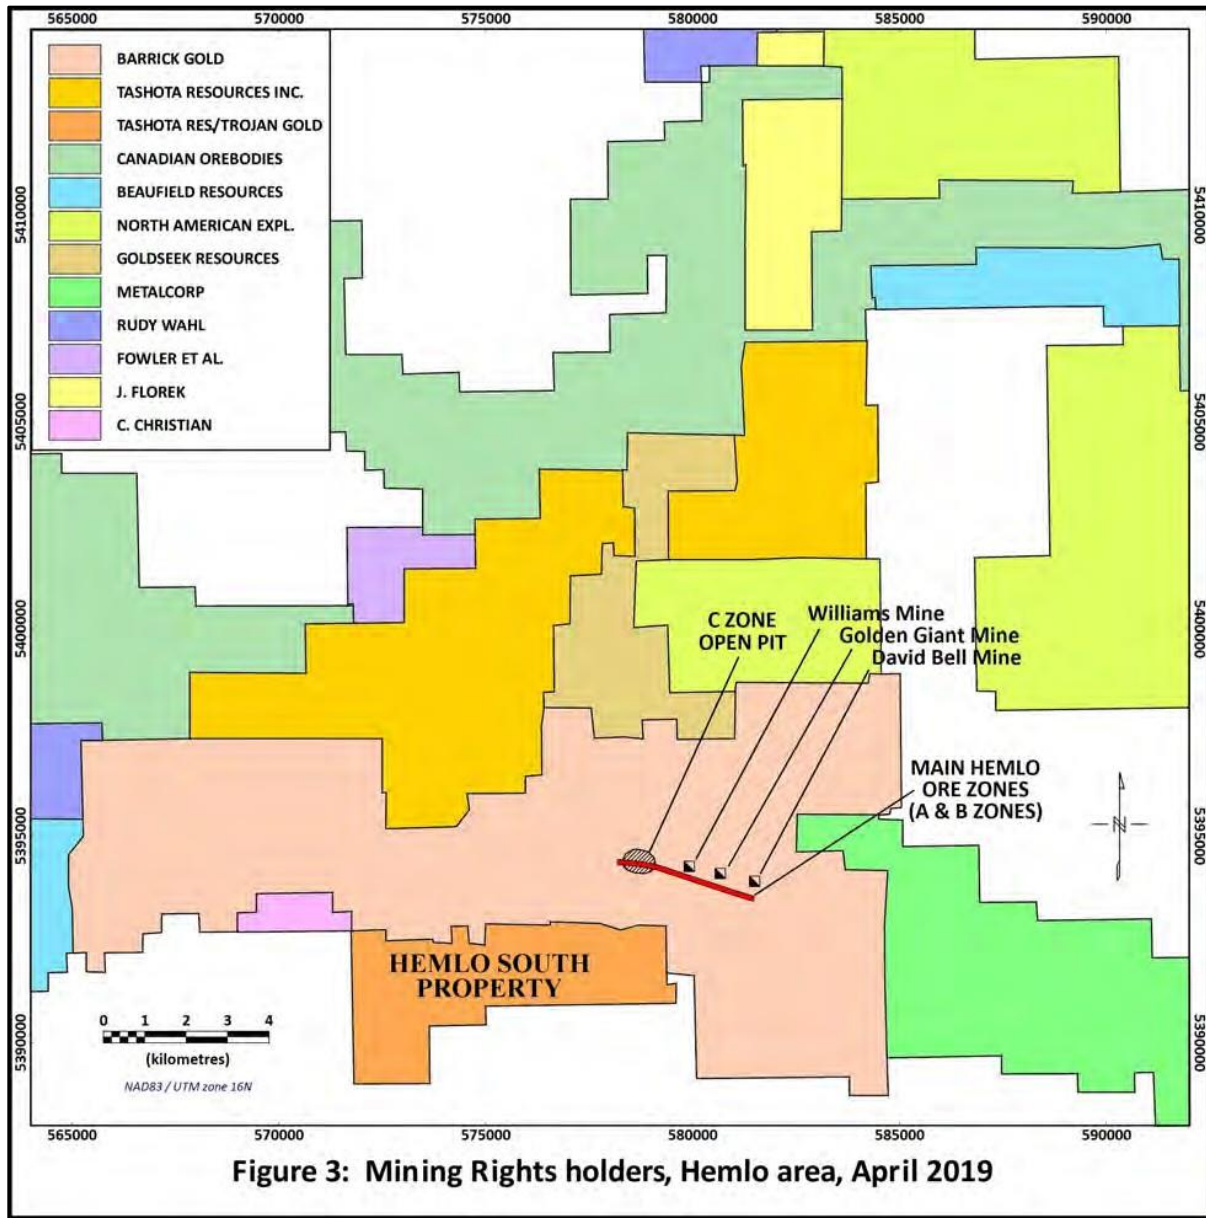 565000 570000 575000 580000 585000 590000
BARRICK GOLD
TASHOTA RESOURCES INC.
TASHOTA RES/TROJAN GOLD
CANADIAN OREBODIES
BEAUFIELD RESOURCES
NORTH AMERICAN EXPL.
GOLDSEEK RESOURCES
METALCORP
RUDY WAHL
FOWLER ET AL.
J. FLOREK
C. CHRISTIAN
5410000
5410000
5405000
5405000
5400000
5400000
5395000
5395000
5390000
5390000
C ZONE
OPEN PIT
Williams Mine
Golden Giant Mine
David Bell Mine
MAIN HEMLO
ORE ZONES
(A & B ZONES)
N
HEMLO SOUTH
PROPERTY
0 1 2 3 4
(kilometres)
NAD83 / UTM zone 16N
565000 570000 575000 580000 585000 590000
Figure 3: Mining Rights holders, Hemlo area, April 2019